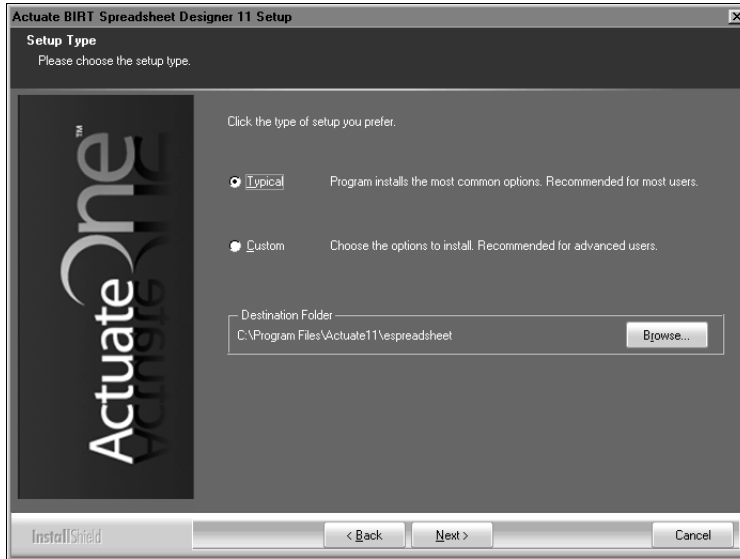 Actuate BIRT Spreadsheet Designer 11 Setup
Setup Type
Please choose the setup type.
Click the type of setup you prefer.
Typical Program installs the most common options. Recommended for most users.
Custom Choose the options to install. Recommended for advanced users.
Destination Folder
C:\Program Files\Actuate11\espreadsheet
Browse...
ActuateOne™
InstallShield
< Back Next > Cancel